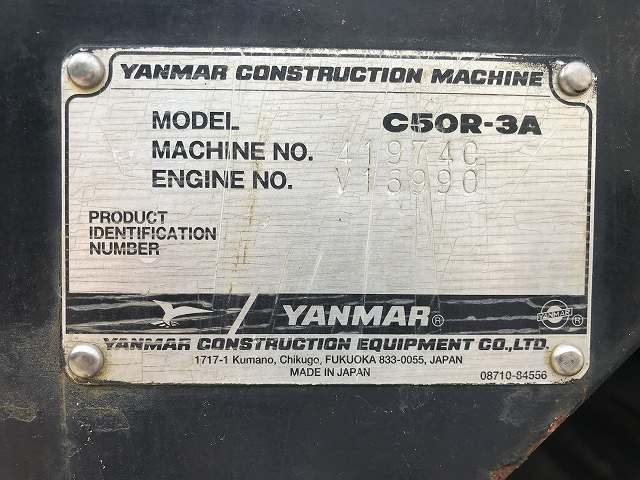 YANMAR CONSTRUCTION MACHINE
MODEL C50R-3A
MACHINE NO. 41974C
ENGINE NO. V15990
PRODUCT
IDENTIFICATION
NUMBER
YANMAR®
YANMAR ®
YANMAR CONSTRUCTION EQUIPMENT CO.,LTD.
1717-1 Kumano, Chikugo, FUKUOKA 833-0055, JAPAN
MADE IN JAPAN
08710-84556